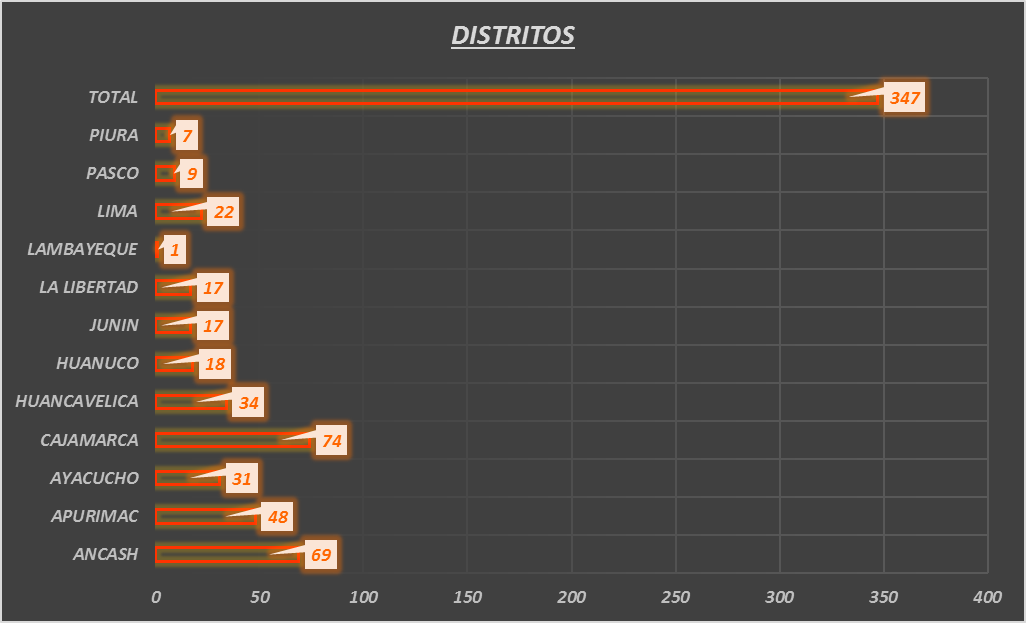 DISTRITOS
TOTAL 347
PIURA 7
PASCO 9
LIMA 22
LAMBAYEQUE 1
LA LIBERTAD 17
JUNIN 17
HUANUCO 18
HUANCAVELICA 34
CAJAMARCA 74
AYACUCHO 31
APURIMAC 48
ANCASH 69
0 50 100 150 200 250 300 350 400